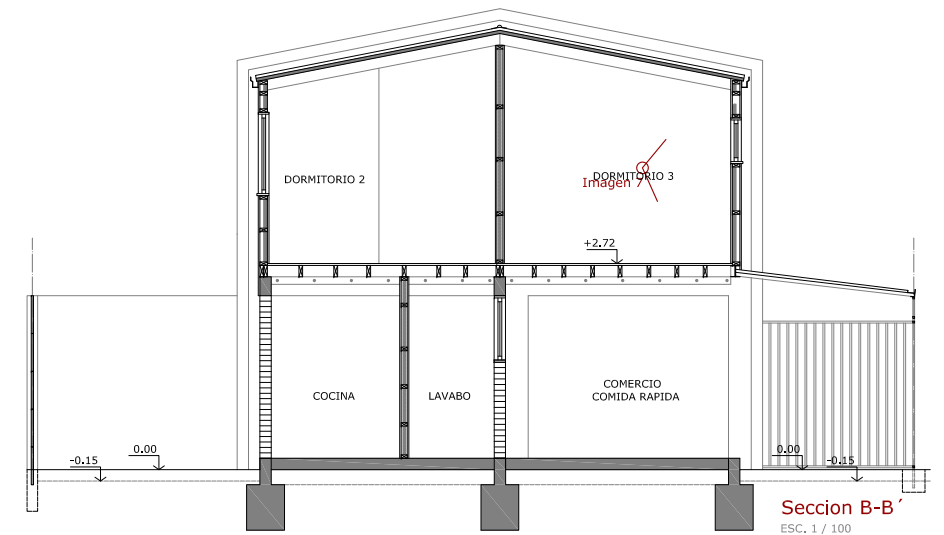 DORMITORIO 2
DORMITORIO 3
Imagen 7
+2.72
COCINA
LAVABO
COMERCIO
COMIDA RAPIDA
0.00
-0.15
0.00
-0.15
Seccion B-B´
ESC. 1 / 100